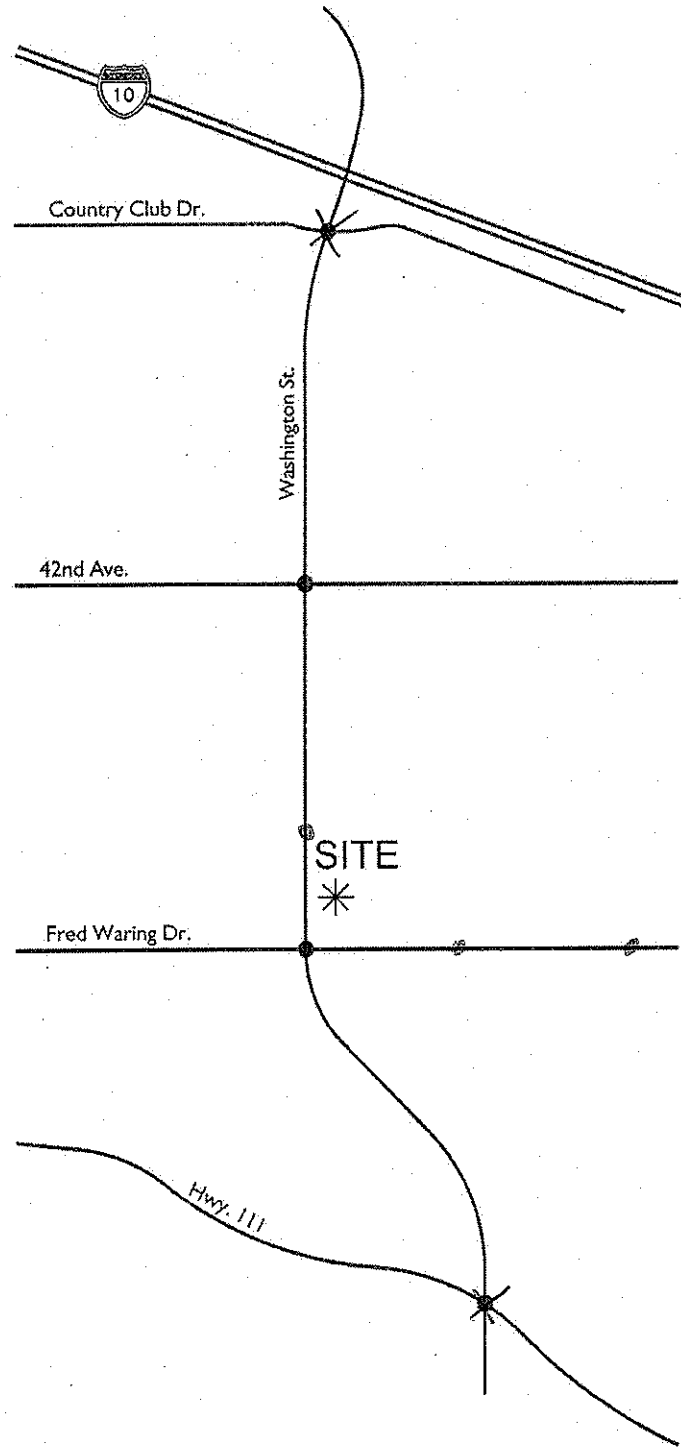 10
Country Club Dr.
Washington St.
42nd Ave.
SITE
Fred Waring Dr.
Hwy. 111